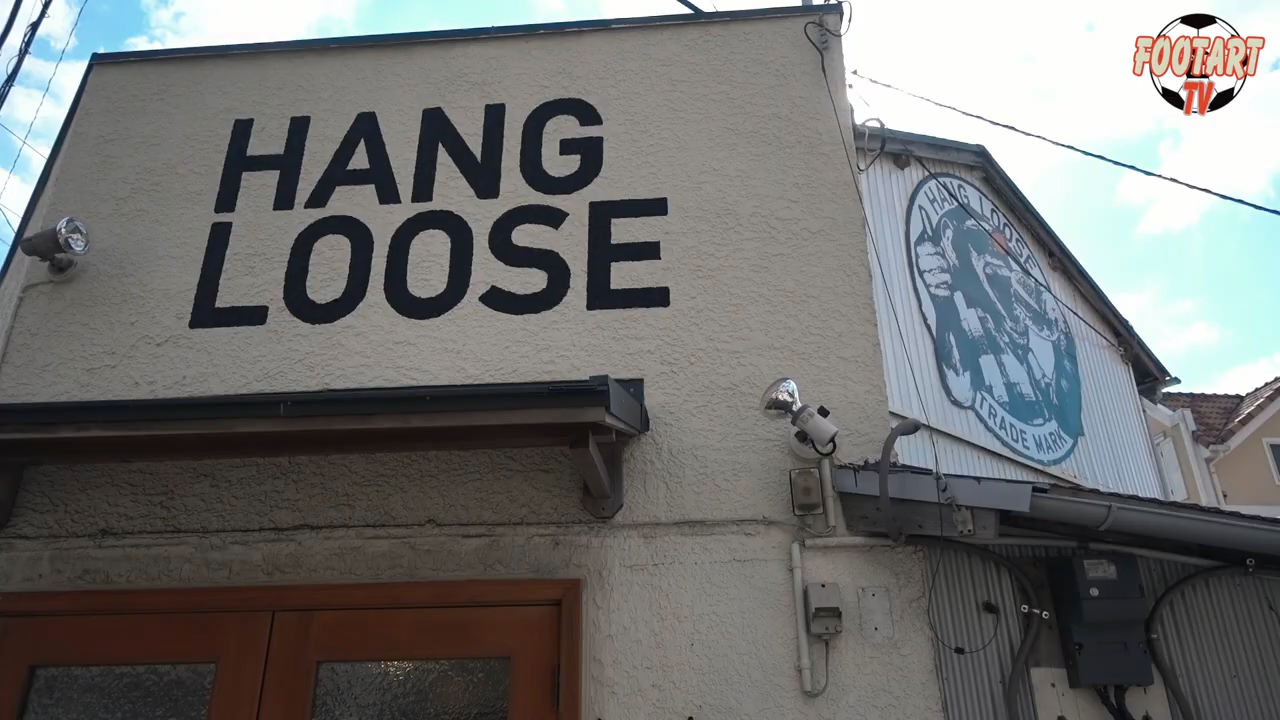 HANG
LOOSE
HANG LOOSE
TRADE MARK
FOOTART
TV